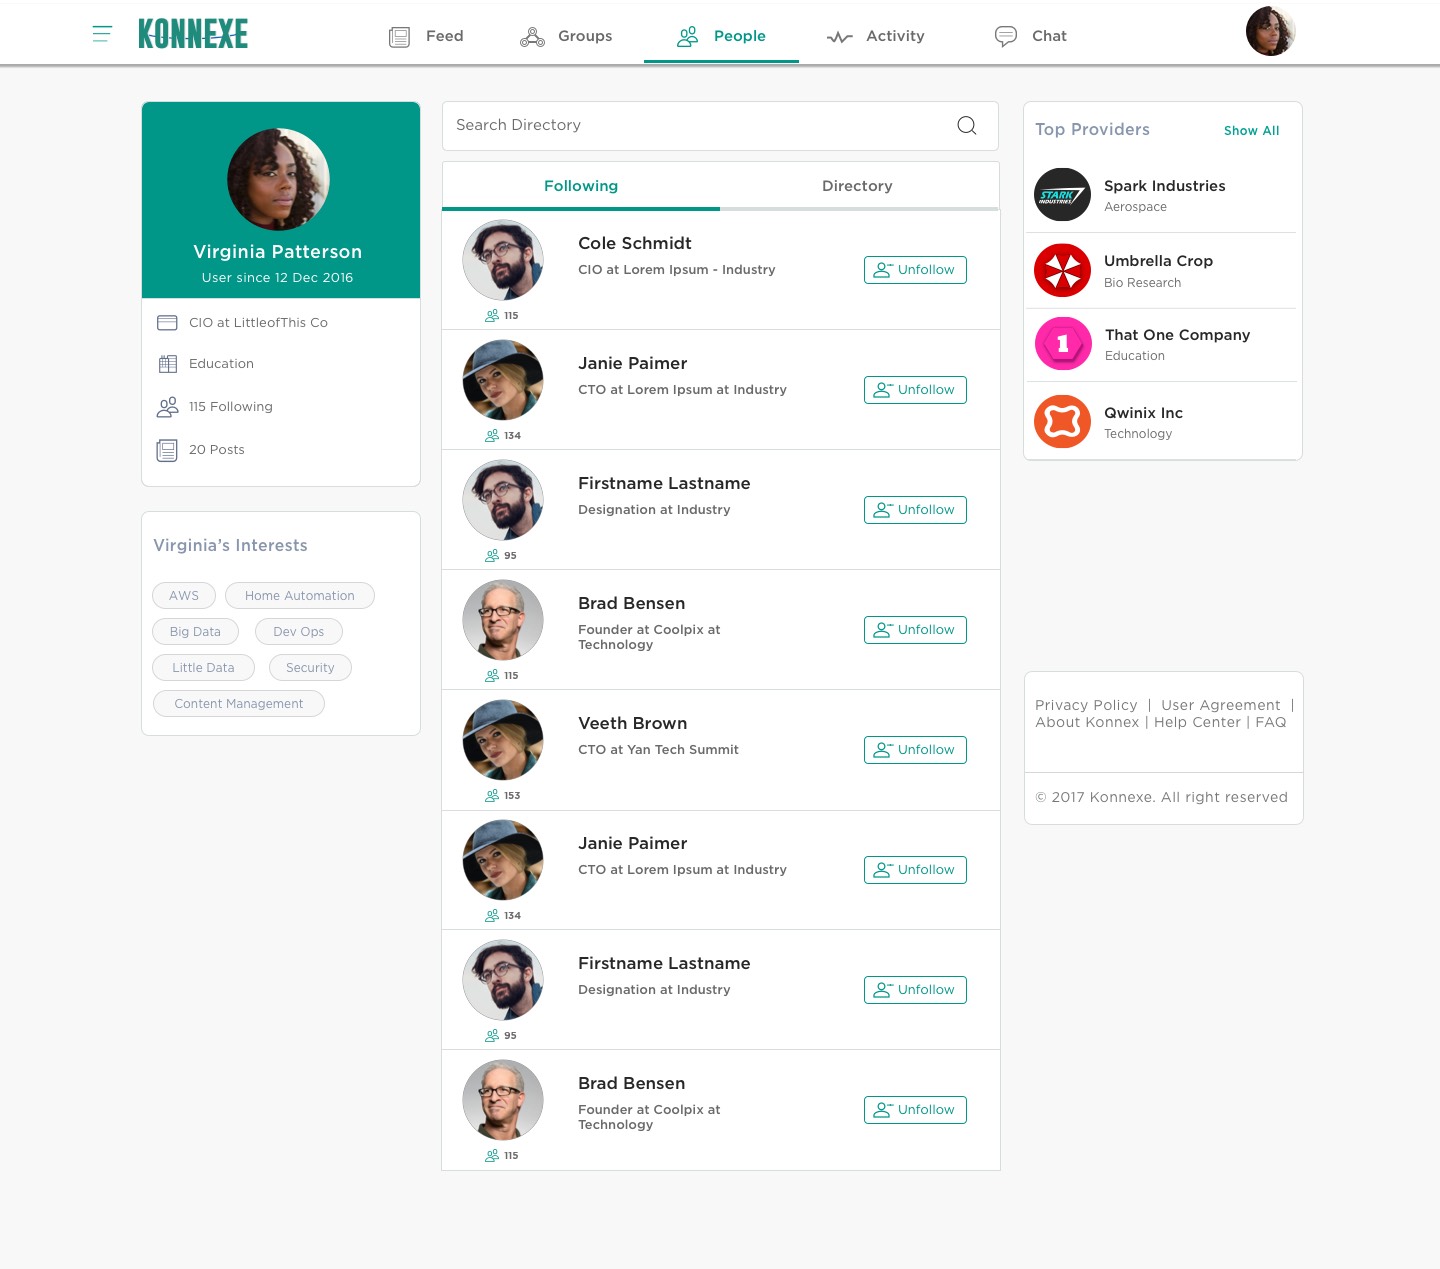 KONNEXE
Feed
Groups
People
Activity
Chat
Virginia Patterson
User since 12 Dec 2016
CIO at LittleofThis Co
Education
115 Following
20 Posts
Virginia’s Interests
AWS
Home Automation
Big Data
Dev Ops
Little Data
Security
Content Management
Search Directory
Following
Directory
Cole Schmidt
CIO at Lorem Ipsum - Industry
Unfollow
115
Janie Paimer
CTO at Lorem Ipsum at Industry
Unfollow
134
Firstname Lastname
Designation at Industry
Unfollow
95
Brad Bensen
Founder at Coolpix at
Technology
Unfollow
115
Veeth Brown
CTO at Yan Tech Summit
Unfollow
153
Janie Paimer
CTO at Lorem Ipsum at Industry
Unfollow
134
Firstname Lastname
Designation at Industry
Unfollow
95
Brad Bensen
Founder at Coolpix at
Technology
Unfollow
115
Top Providers
Show All
STARK
INDUSTRIES
Spark Industries
Aerospace
Umbrella Crop
Bio Research
1
That One Company
Education
Qwinix Inc
Technology
Privacy Policy | User Agreement |
About Konnex | Help Center | FAQ
© 2017 Konnexe. All right reserved